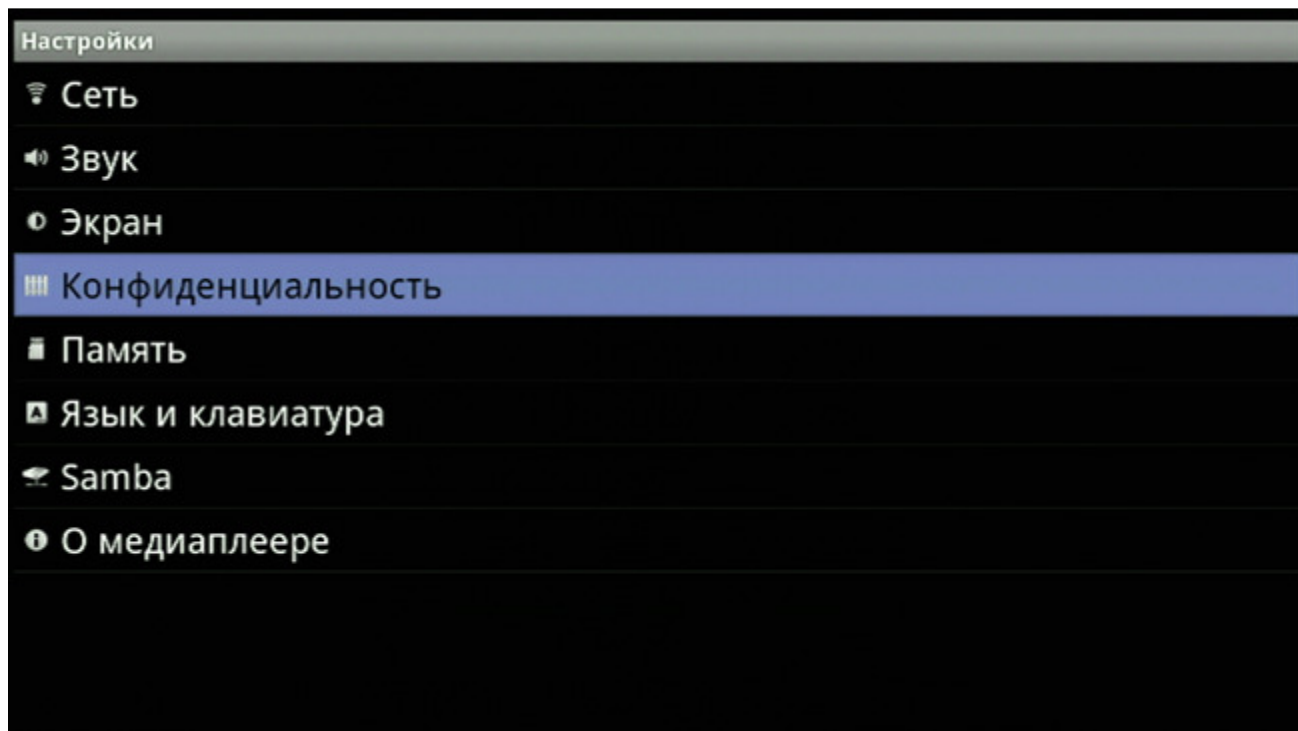 Настройки
Сеть
Звук
Экран
Конфиденциальность
Память
Язык и клавиатура
Samba
О медиаплеере